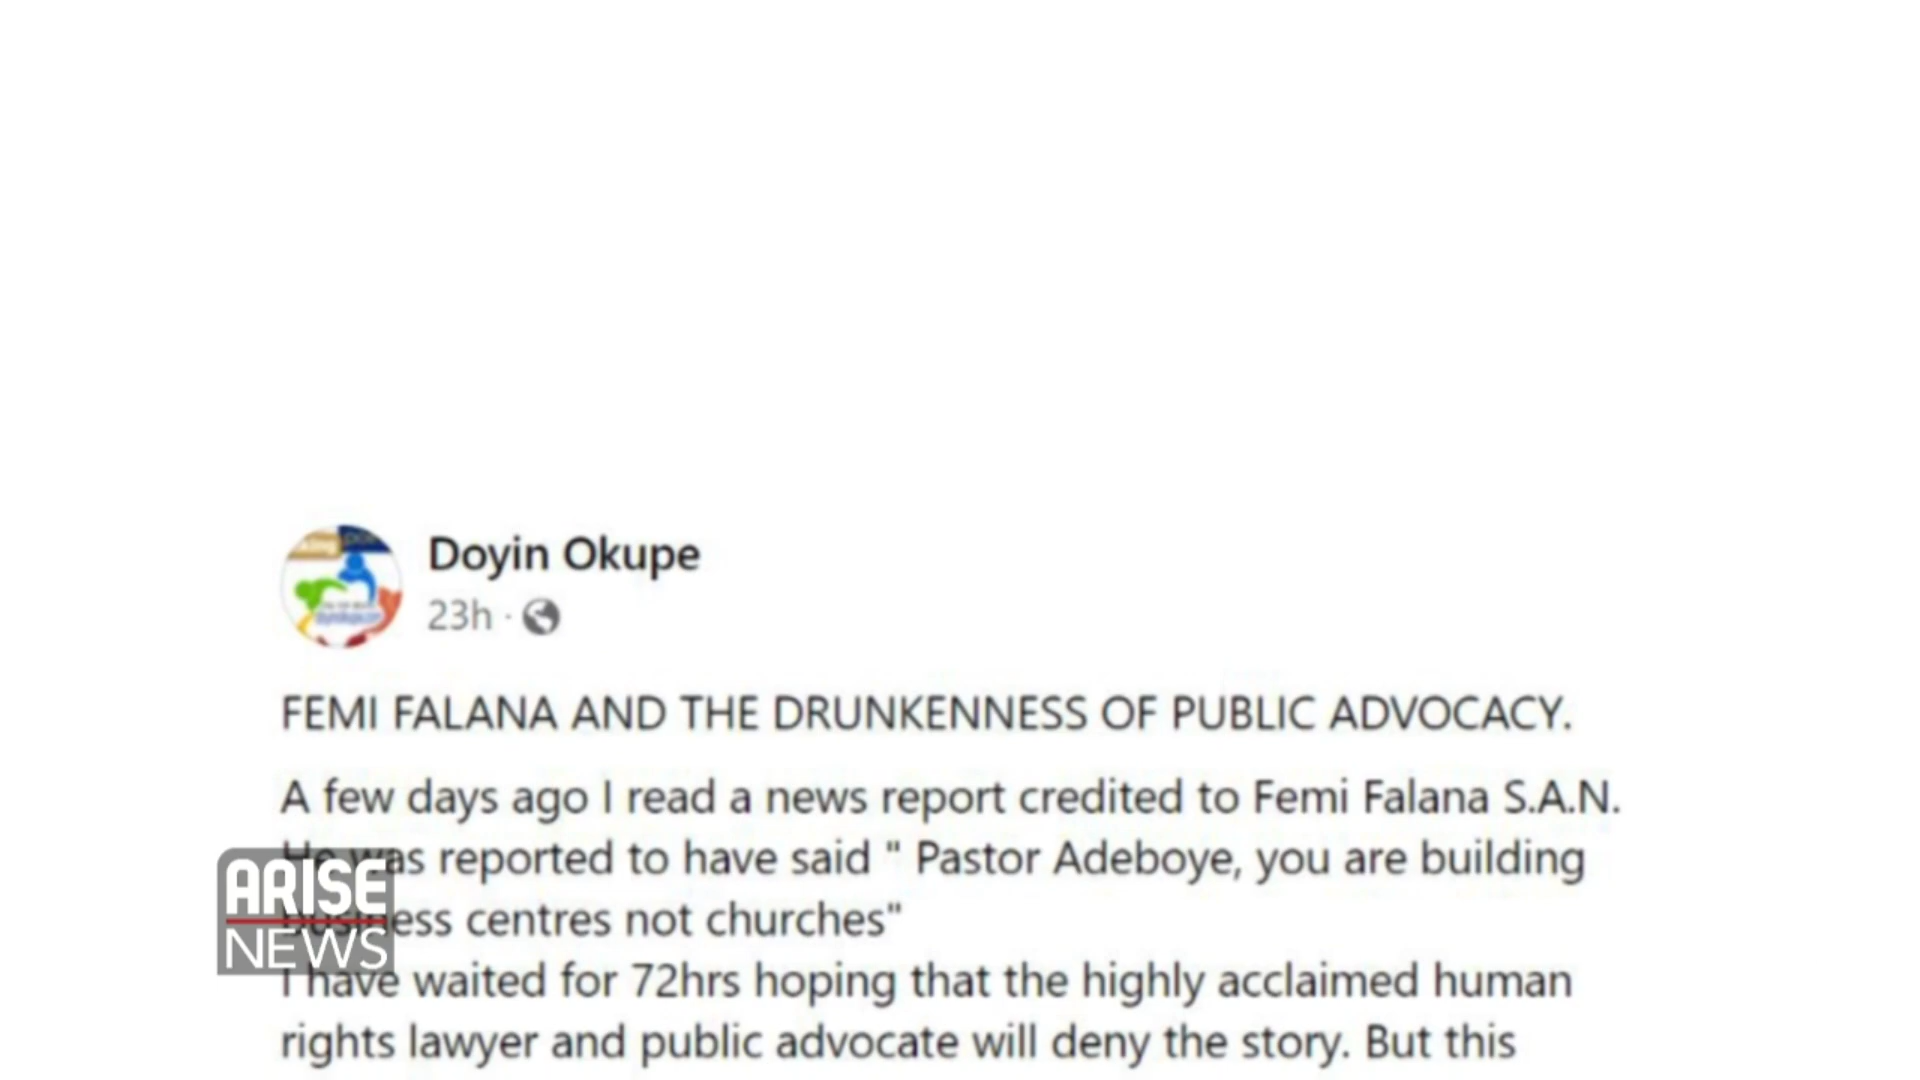 Doyin Okupe
23h ·
FEMI FALANA AND THE DRUNKENNESS OF PUBLIC ADVOCACY.
A few days ago I read a news report credited to Femi Falana S.A.N.
He was reported to have said " Pastor Adeboye, you are building
business centres not churches"
I have waited for 72hrs hoping that the highly acclaimed human
rights lawyer and public advocate will deny the story. But this
ARISE
NEWS